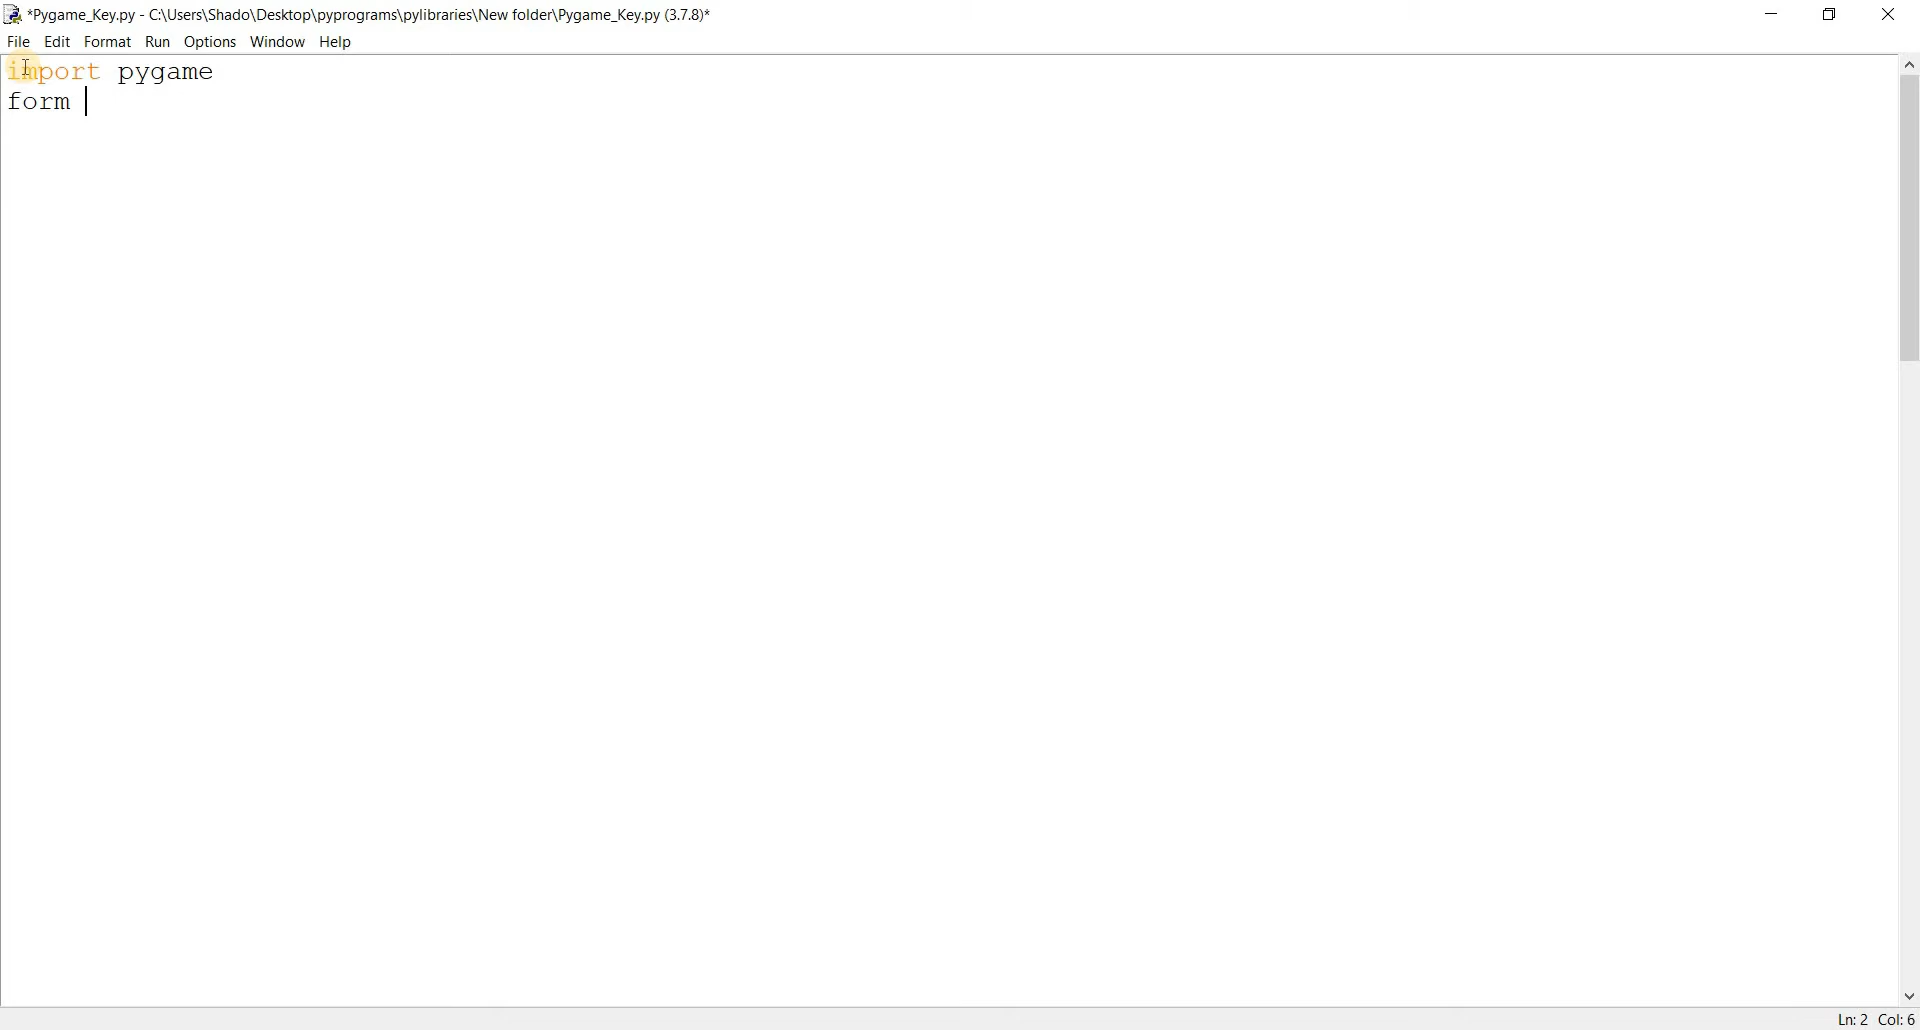 *Pygame_Key.py - C:\Users\Shado\Desktop\pyprograms\pylibraries\New folder\Pygame_Key.py (3.7.8)*
File Edit Format Run Options Window Help
import pygame
form
Ln: 2 Col: 6